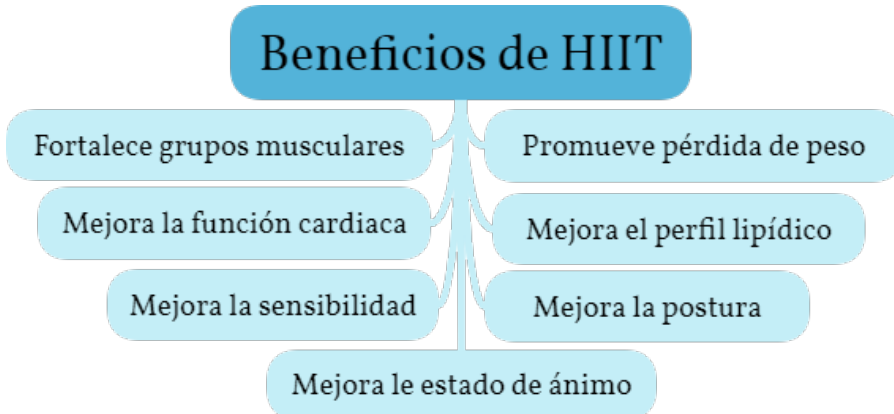 Beneficios de HIIT
Fortalece grupos musculares
Promueve pérdida de peso
Mejora la función cardiaca
Mejora el perfil lipídico
Mejora la sensibilidad
Mejora la postura
Mejora le estado de ánimo